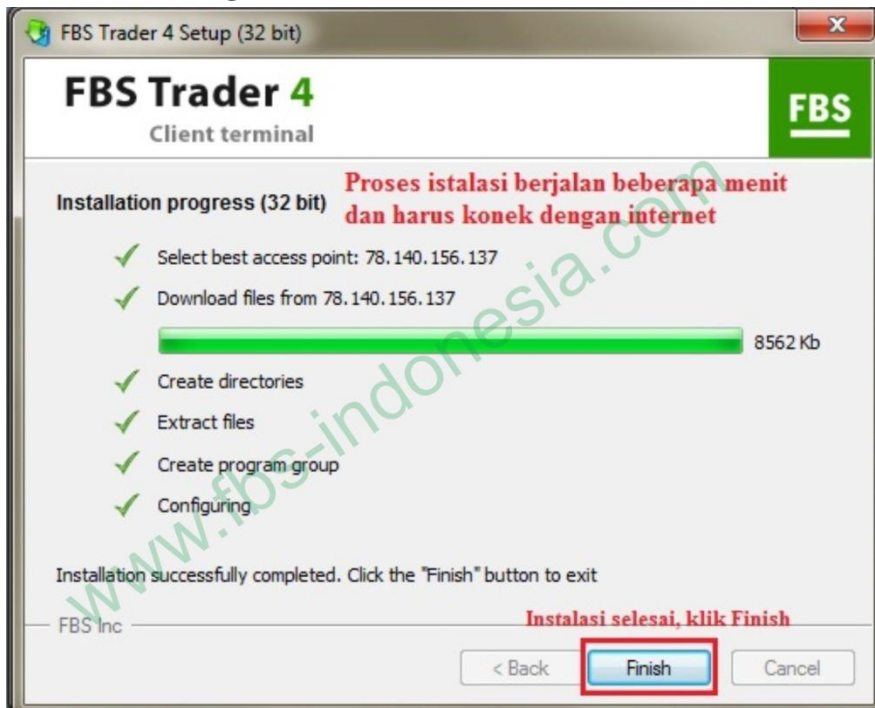 FBS Trader 4 Setup (32 bit)
FBS Trader 4
Client terminal
FBS
Installation progress (32 bit)
Proses istalasi berjalan beberapa menit
dan harus konek dengan internet
Select best access point: 78.140.156.137
Download files from 78.140.156.137
8562 Kb
Create directories
Extract files
Create program group
Configuring
www.fbs-indonesia.com
Installation successfully completed. Click the "Finish" button to exit
FBS Inc
Instalasi selesai, klik Finish
< Back
Finish
Cancel